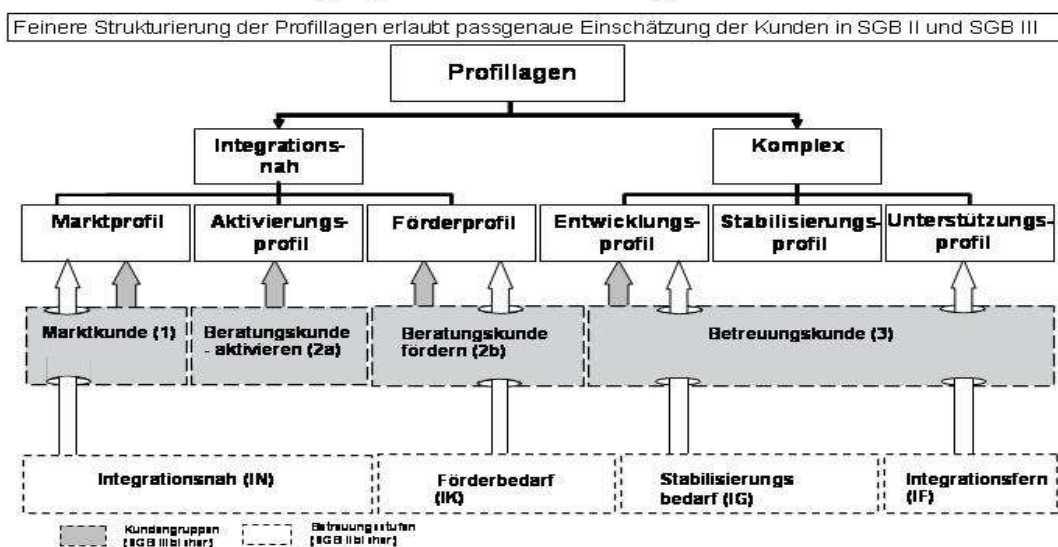 Feinere Strukturierung der Profillagen erlaubt passgenaue Einschätzung der Kunden in SGB II und SGB III
Profillagen
Integrations-
nah
Komplex
Marktprofil
Aktivierungs-
profil
Förderprofil
Entwicklungs-
profil
Stabilisierungs-
profil
Unterstützungs-
profil
Marktkunde (1)
Beratungskunde
- aktivieren (2a)
Beratungskunde
fördern (2b)
Betreuungskunde (3)
Integrationsnah (IN)
Förderbedarf
(IK)
Stabilisierungs
bedarf (IG)
Integrationsfern
(IF)
Kundengruppen
Betreuungsstufen